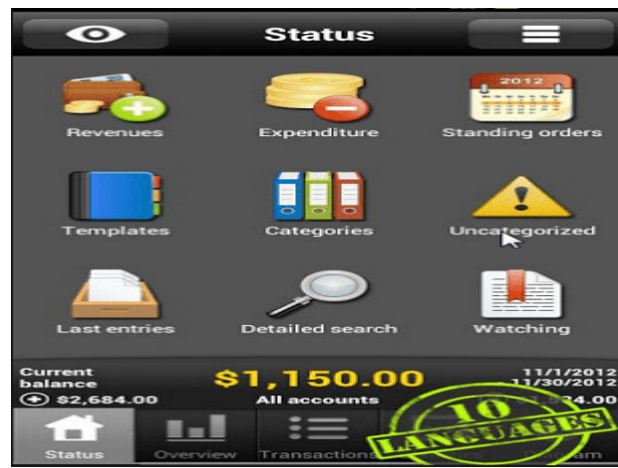 Status
Revenues
Expenditure
2012
Standing orders
Templates
Categories
Uncategorized
Last entries
Detailed search
Watching
Current
balance
$1,150.00
11/1/2012
- 11/30/2012
$2,684.00
All accounts
10
LANGUAGES
Status
Overview
Transactions